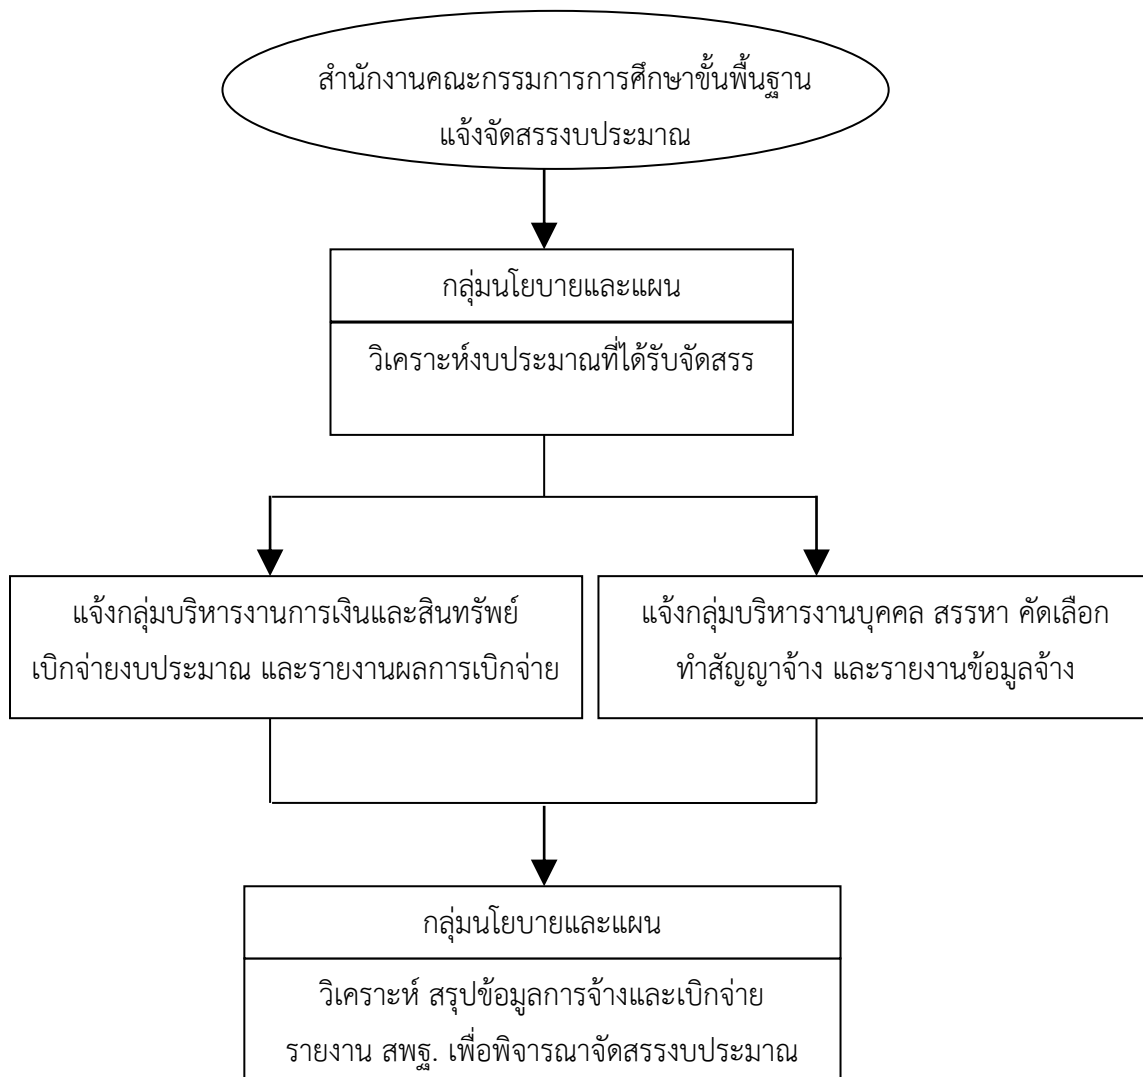 สำนักงานคณะกรรมการการศึกษาขั้นพื้นฐาน
แจ้งจัดสรรงบประมาณ
กลุ่มนโยบายและแผน
วิเคราะห์งบประมาณที่ได้รับจัดสรร
แจ้งกลุ่มบริหารงานการเงินและสินทรัพย์
เบิกจ่ายงบประมาณ และรายงานผลการเบิกจ่าย
แจ้งกลุ่มบริหารงานบุคคล สรรหา คัดเลือก
ทำสัญญาจ้าง และรายงานข้อมูลจ้าง
กลุ่มนโยบายและแผน
วิเคราะห์ สรุปข้อมูลการจ้างและเบิกจ่าย
รายงาน สพฐ. เพื่อพิจารณาจัดสรรงบประมาณ